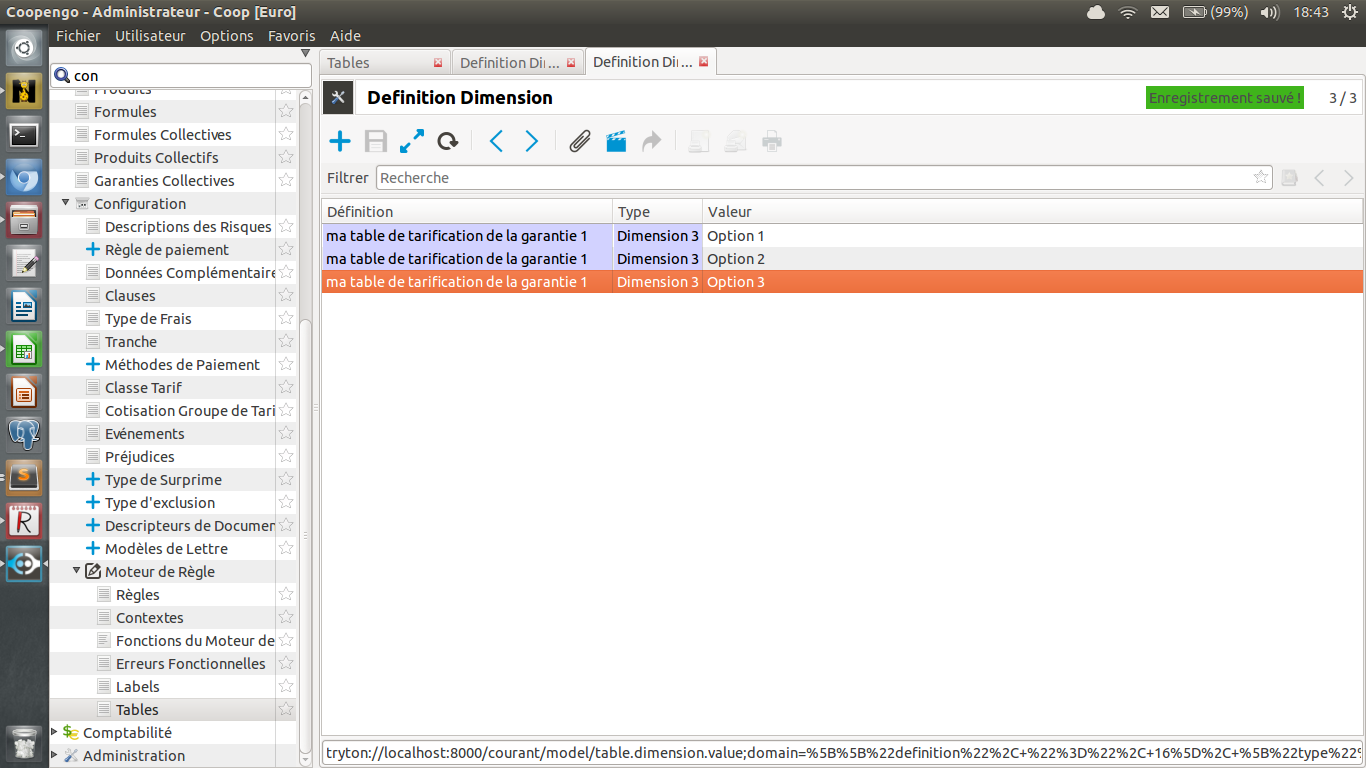 Coopengo - Administrateur - Coop [Euro]
(99%)
18:43
Fichier Utilisateur Options Favoris Aide
con
Produits
Formules
Formules Collectives
Produits Collectifs
Garanties Collectives
Configuration
Descriptions des Risques
Règle de paiement
Données Complémentaire
Clauses
Type de Frais
Tranche
Méthodes de Paiement
Classe Tarif
Cotisation Groupe de Tari
Evénements
Préjudices
Type de Surprime
Type d'exclusion
Descripteurs de Documen
Modèles de Lettre
Moteur de Règle
Règles
Contextes
Fonctions du Moteur de
Erreurs Fonctionnelles
Labels
Tables
Comptabilité
Administration
Tables
Definition Di...
Definition Di...
Definition Dimension
Enregistrement sauvé !
3 / 3
Filtrer
Recherche
Définition Type Valeur
ma table de tarification de la garantie 1 Dimension 3 Option 1
ma table de tarification de la garantie 1 Dimension 3 Option 2
ma table de tarification de la garantie 1 Dimension 3 Option 3
tryton://localhost:8000/courant/model/table.dimension.value;domain=%5B%5B%22definition%22%2C+%22%3D%22%2C+16%5D%2C+%5B%22type%22%